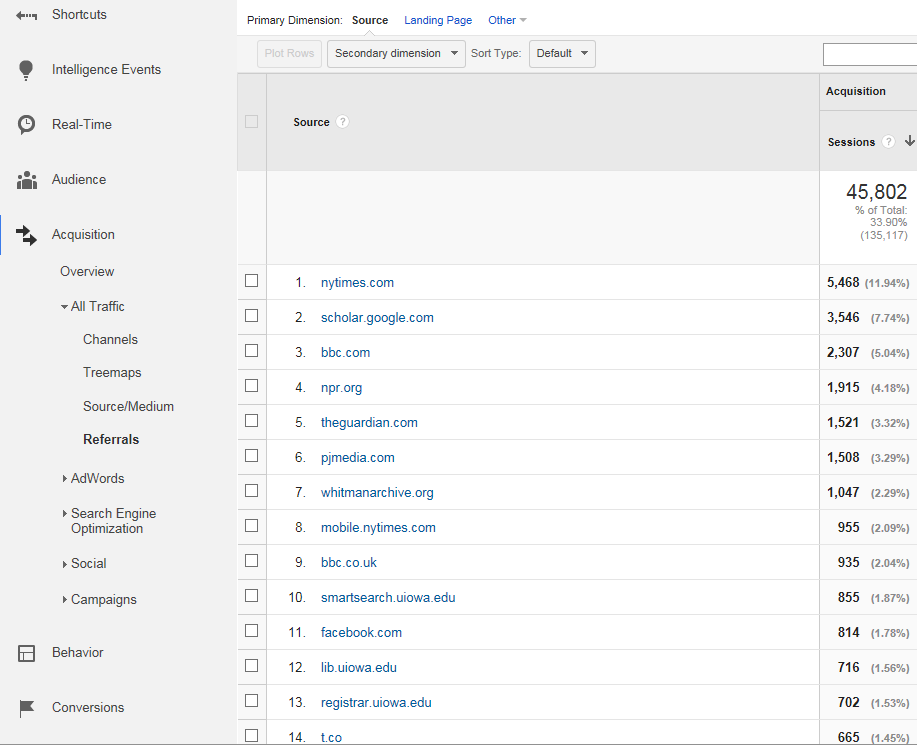 Shortcuts
Intelligence Events
Real-Time
Audience
Acquisition
Overview
All Traffic
Channels
Treemaps
Source/Medium
Referrals
AdWords
Search Engine
Optimization
Social
Campaigns
Behavior
Conversions
Primary Dimension: Source Landing Page Other
Plot Rows Secondary dimension Sort Type: Default
Acquisition
Source ?
Sessions ?
45,802
% of Total:
33.90%
(135,117)
1. nytimes.com 5,468 (11.94%)
2. scholar.google.com 3,546 (7.74%)
3. bbc.com 2,307 (5.04%)
4. npr.org 1,915 (4.18%)
5. theguardian.com 1,521 (3.32%)
6. pjmedia.com 1,508 (3.29%)
7. whitmanarchive.org 1,047 (2.29%)
8. mobile.nytimes.com 955 (2.09%)
9. bbc.co.uk 935 (2.04%)
10. smartsearch.uiowa.edu 855 (1.87%)
11. facebook.com 814 (1.78%)
12. lib.uiowa.edu 716 (1.56%)
13. registrar.uiowa.edu 702 (1.53%)
14. t.co 665 (1.45%)